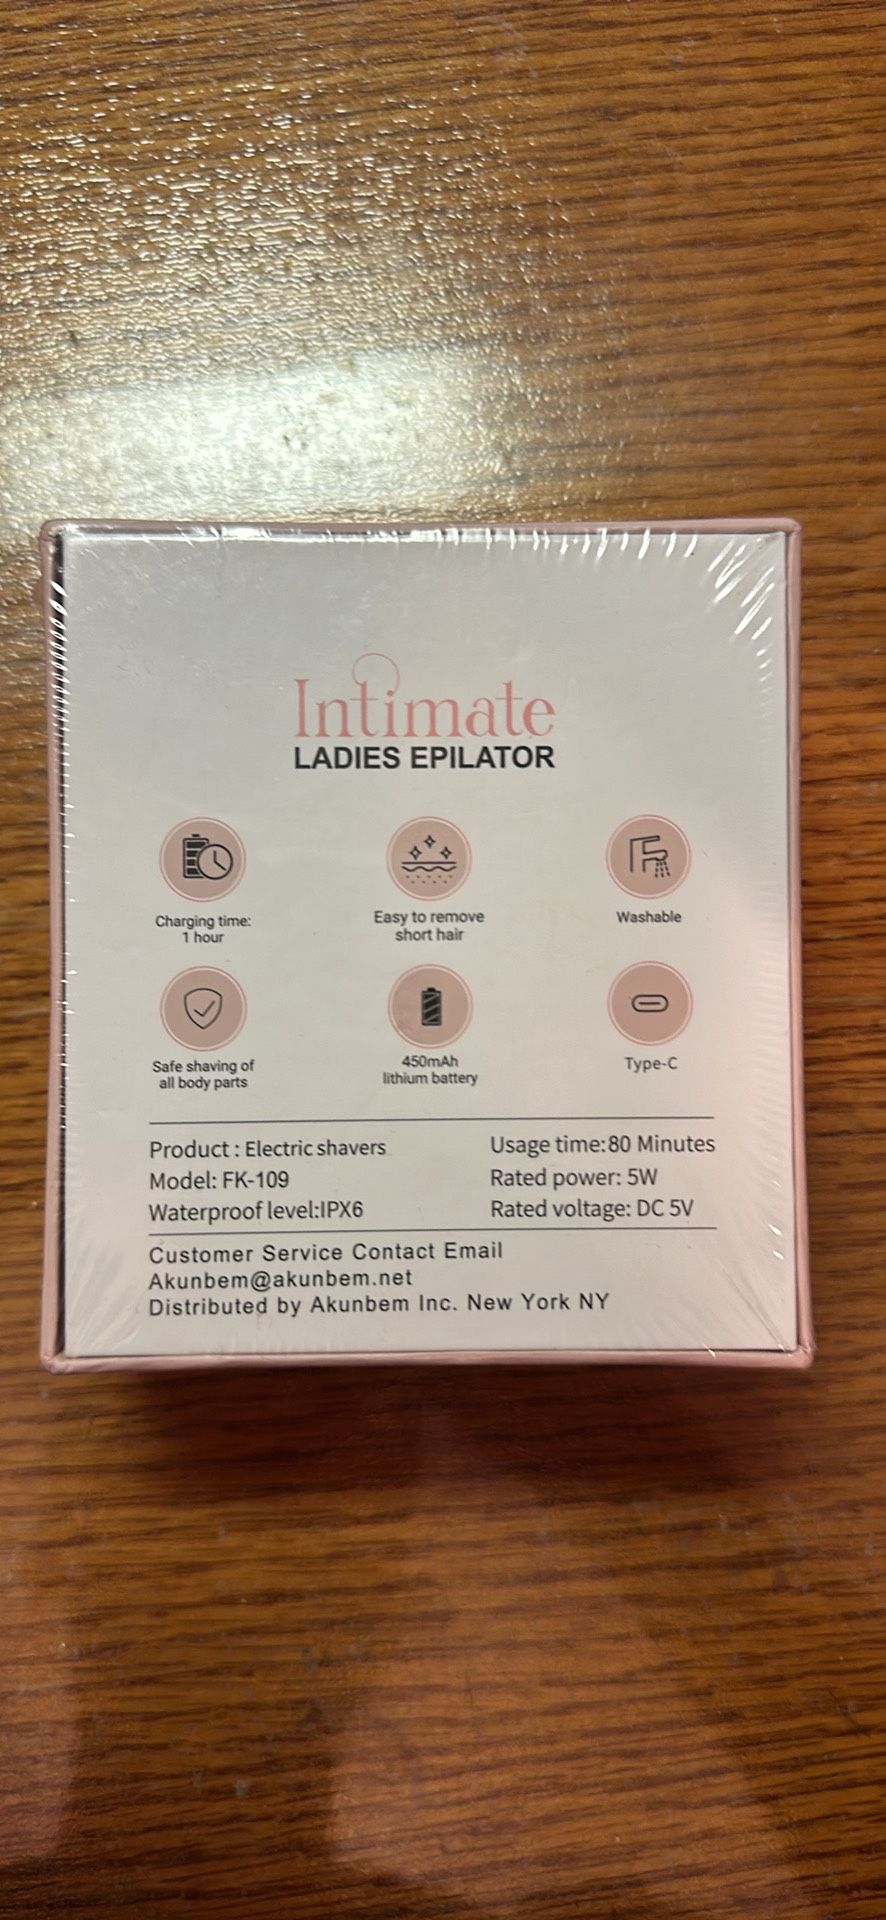 Intimate
LADIES EPILATOR
Charging time:
1 hour
Easy to remove
short hair
Washable
Safe shaving of
all body parts
450mAh
lithium battery
Type-C
Product : Electric shavers
Model: FK-109
Waterproof level:IPX6
Usage time:80 Minutes
Rated power: 5W
Rated voltage: DC 5V
Customer Service Contact Email
Akunbem@akunbem.net
Distributed by Akunbem Inc. New York NY